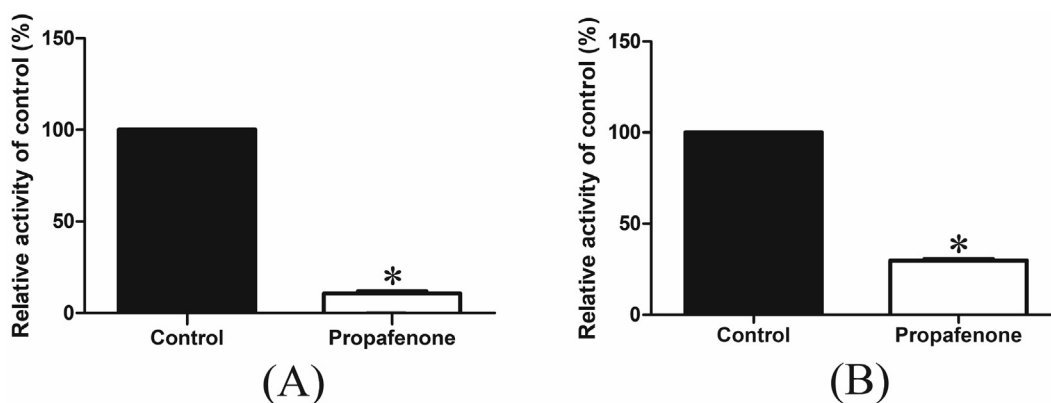 Relative activity of control (%)
150
100
50
0
*
Control
Propafenone
(A)
Relative activity of control (%)
150
100
50
0
*
Control
Propafenone
(B)